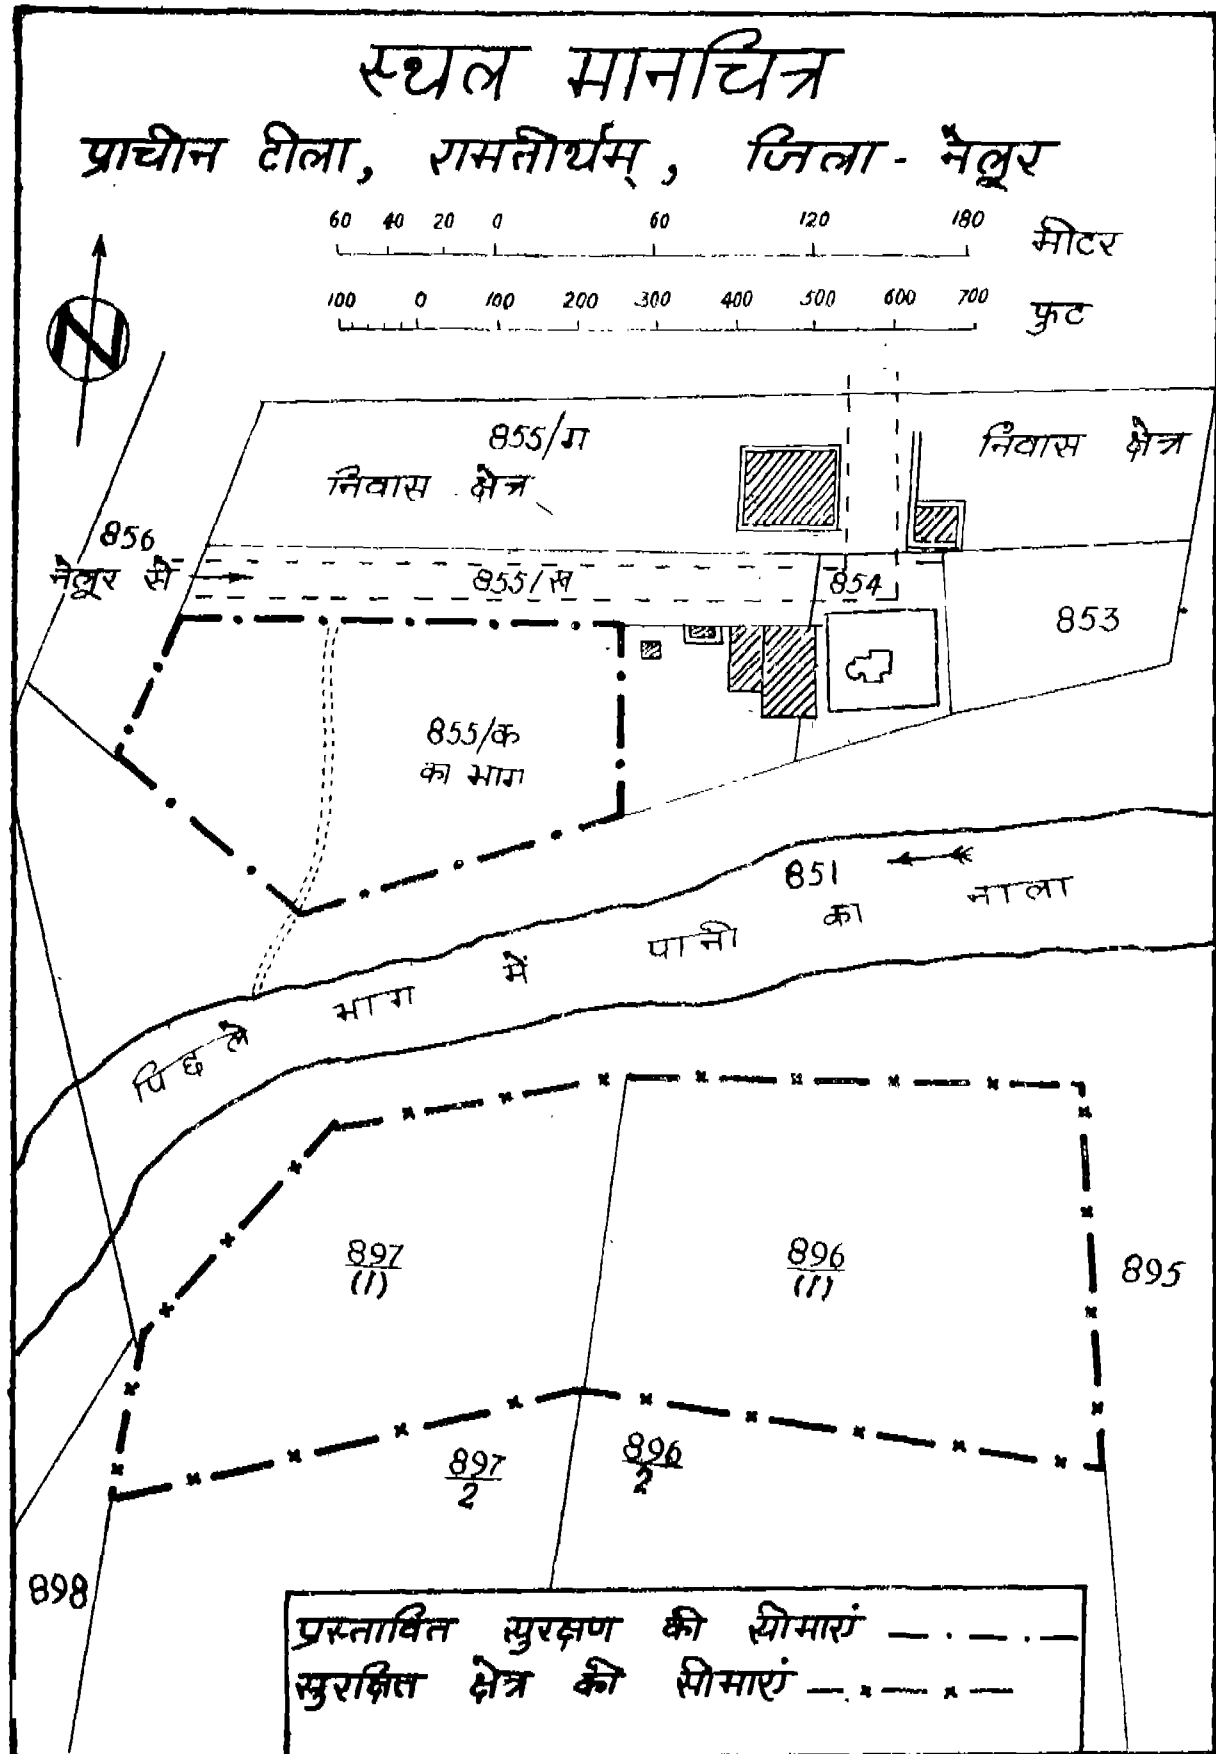 स्थल मानचित्र
प्राचीन टीला, रामतीर्थम्, जिला - नेलूर
60 40 20 0 60 120 180 मीटर
100 0 100 200 300 400 500 600 700 फुट
N
855/ग
निवास क्षेत्र
निवास क्षेत्र
856
नेलूर से
855/ख
854
853
855/क
का भाग
851
पिछले भाग में पानी का नाला
897
(1)
896
(1)
895
897
2
896
2
898
प्रस्तावित सुरक्षण की सीमाएं
सुरक्षित क्षेत्र की सीमाएं